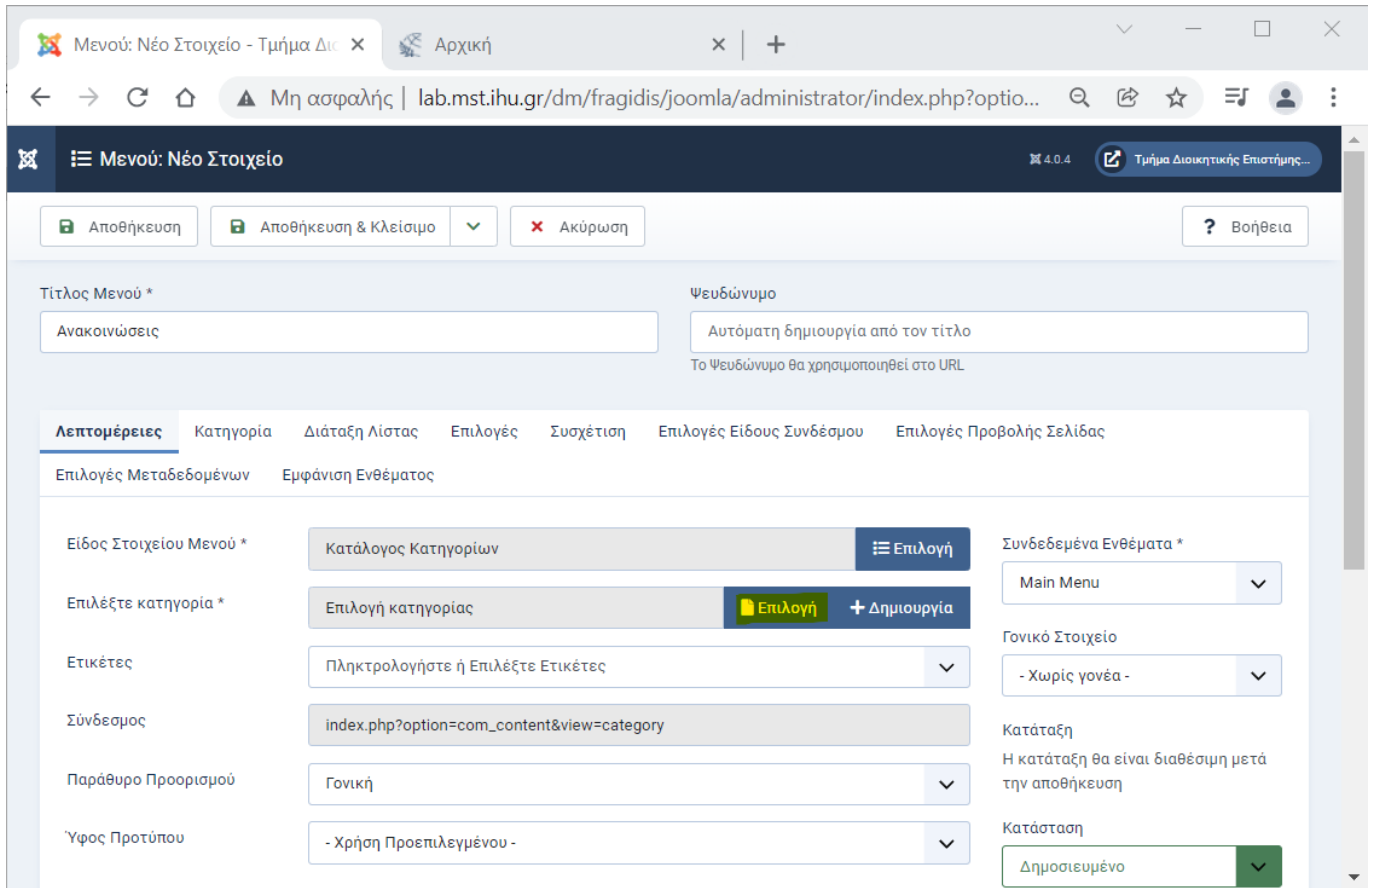 Μενού: Νέο Στοιχείο - Τμήμα Διο
Αρχική
Μη ασφαλής | lab.mst.ihu.gr/dm/fragidis/joomla/administrator/index.php?optio...
Μενού: Νέο Στοιχείο
4.0.4
Τμήμα Διοικητικής Επιστήμης...
Αποθήκευση
Αποθήκευση & Κλείσιμο
Ακύρωση
? Βοήθεια
Τίτλος Μενού *
Ψευδώνυμο
Ανακοινώσεις
Αυτόματη δημιουργία από τον τίτλο
Το Ψευδώνυμο θα χρησιμοποιηθεί στο URL
Λεπτομέρειες Κατηγορία Διάταξη Λίστας Επιλογές Συσχέτιση Επιλογές Είδους Συνδέσμου Επιλογές Προβολής Σελίδας
Επιλογές Μεταδεδομένων Εμφάνιση Ενθέματος
Είδος Στοιχείου Μενού *
Κατάλογος Κατηγορίων
Επιλογή
Επιλέξτε κατηγορία *
Επιλογή κατηγορίας
Επιλογή
+ Δημιουργία
Ετικέτες
Πληκτρολογήστε ή Επιλέξτε Ετικέτες
Σύνδεσμος
index.php?option=com_content&view=category
Παράθυρο Προορισμού
Γονική
Ύφος Προτύπου
- Χρήση Προεπιλεγμένου -
Συνδεδεμένα Ενθέματα *
Main Menu
Γονικό Στοιχείο
- Χωρίς γονέα -
Κατάταξη
Η κατάταξη θα είναι διαθέσιμη μετά
την αποθήκευση
Κατάσταση
Δημοσιευμένο